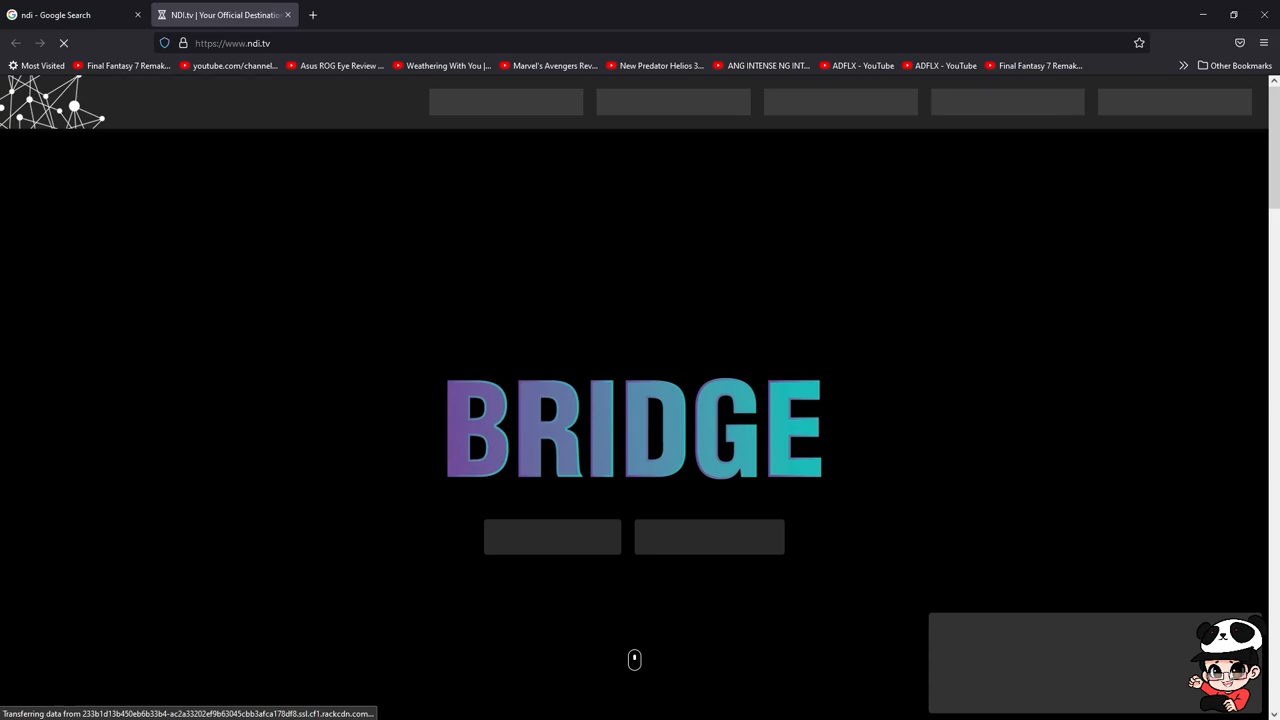 ndi - Google Search
NDI.tv | Your Official Destinatio
https://www.ndi.tv
Most Visited
Final Fantasy 7 Remak...
youtube.com/channel...
Asus ROG Eye Review ...
Weathering With You |...
Marvel's Avengers Rev...
New Predator Helios 3...
ANG INTENSE NG INT...
ADFLX - YouTube
ADFLX - YouTube
Final Fantasy 7 Remak...
Other Bookmarks
BRIDGE
Transferring data from 233b1d13b450eb6b33b4-ac2a33202ef9b63045cbb3afca178df8.ssl.cf1.rackcdn.com...